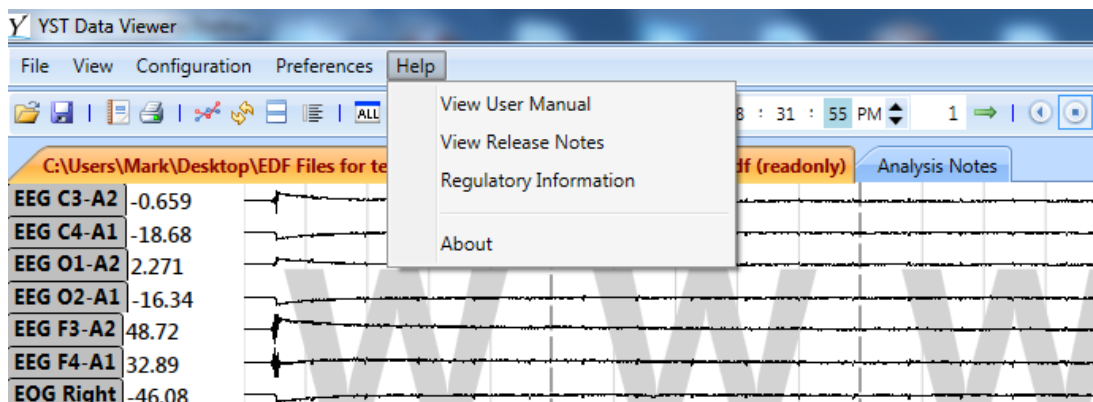 YST Data Viewer
File View Configuration Preferences Help
View User Manual
View Release Notes
Regulatory Information
About
ALL 8 : 31 : 55 PM 1
C:\Users\Mark\Desktop\EDF Files for te df (readonly) Analysis Notes
EEG C3-A2 -0.659
EEG C4-A1 -18.68
EEG O1-A2 2.271
EEG O2-A1 -16.34
EEG F3-A2 48.72
EEG F4-A1 32.89
EOG Right -46.08
W W W